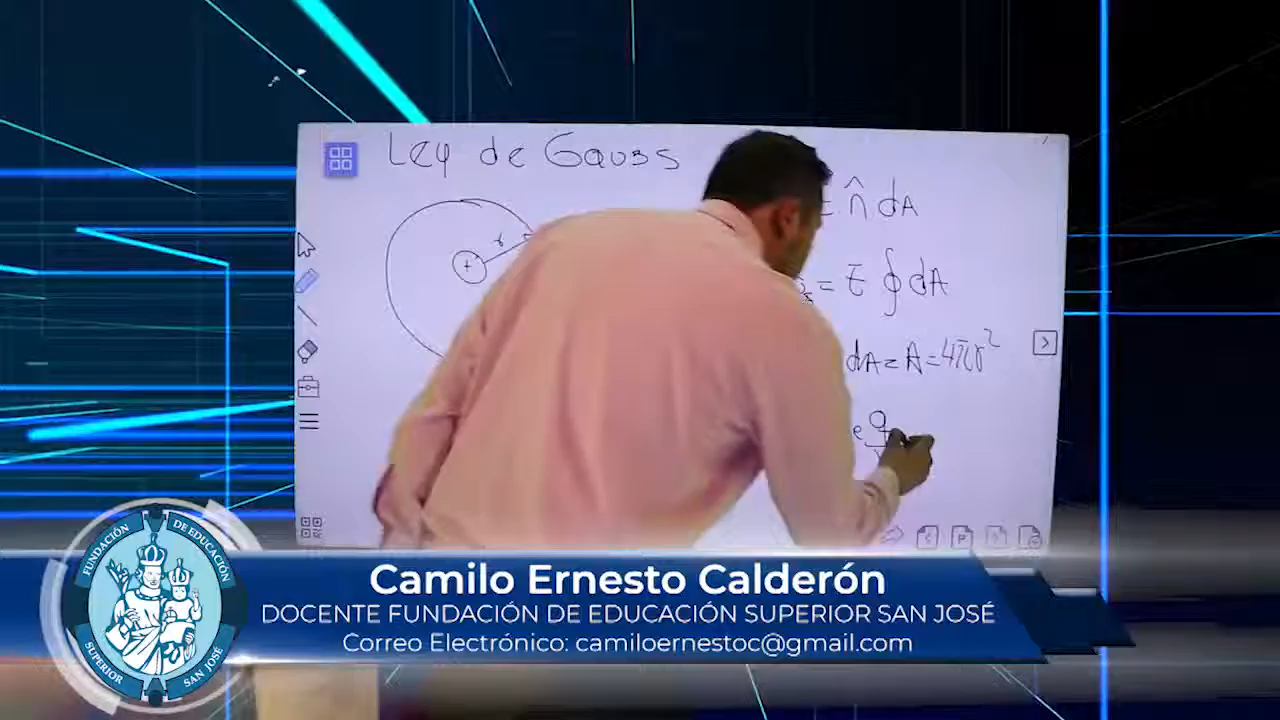 Ley de Gauss
r
+
= n̂ dA
= E ∮ dA
dA = A = 4πr²
e Q
Camilo Ernesto Calderón
DOCENTE FUNDACIÓN DE EDUCACIÓN SUPERIOR SAN JOSÉ
Correo Electrónico: camiloernestoc@gmail.com
FUNDACIÓN DE EDUCACIÓN
SUPERIOR SAN JOSÉ